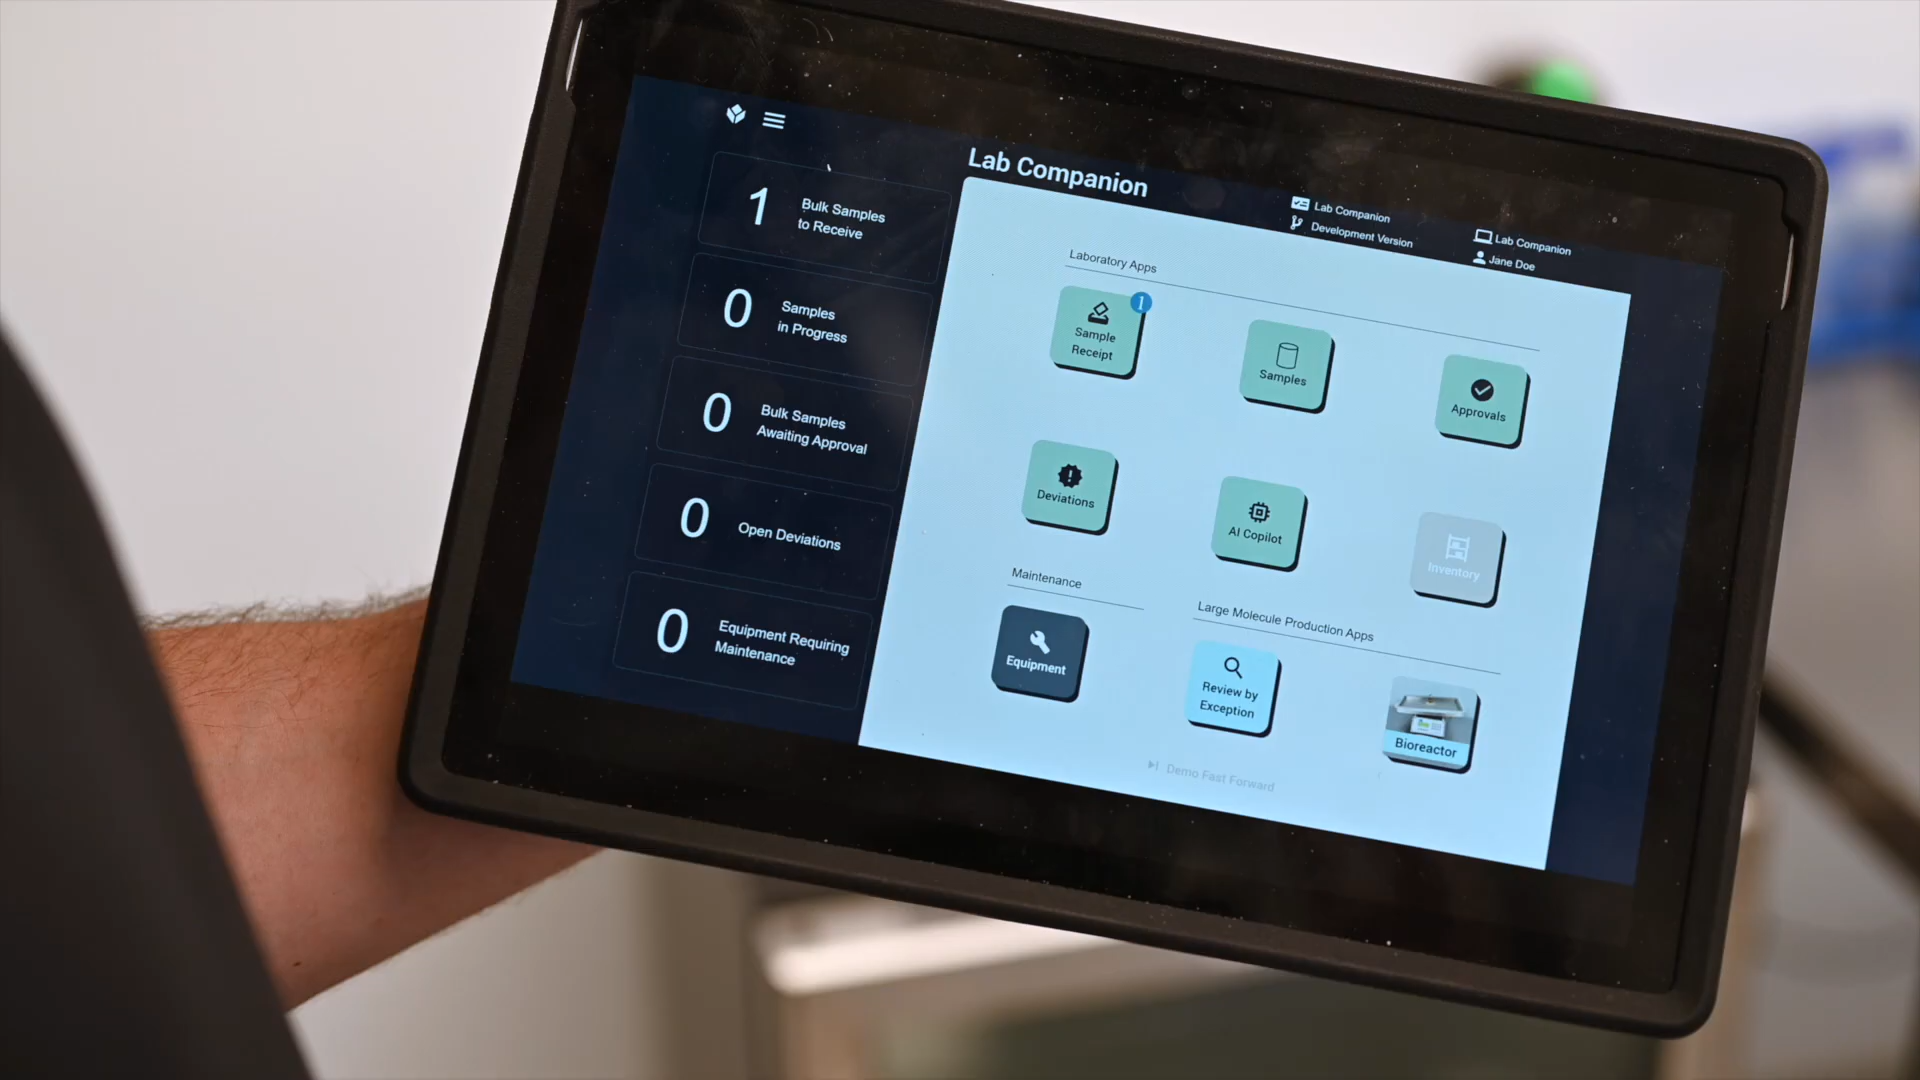 Lab Companion
Lab Companion
Development Version
Lab Companion
Jane Doe
1
Bulk Samples
to Receive
0
Samples
in Progress
0
Bulk Samples
Awaiting Approval
0
Open Deviations
0
Equipment Requiring
Maintenance
Laboratory Apps
1
Sample
Receipt
Samples
Approvals
Deviations
AI Copilot
Inventory
Maintenance
Equipment
Large Molecule Production Apps
Review by
Exception
Bioreactor
Demo Fast Forward